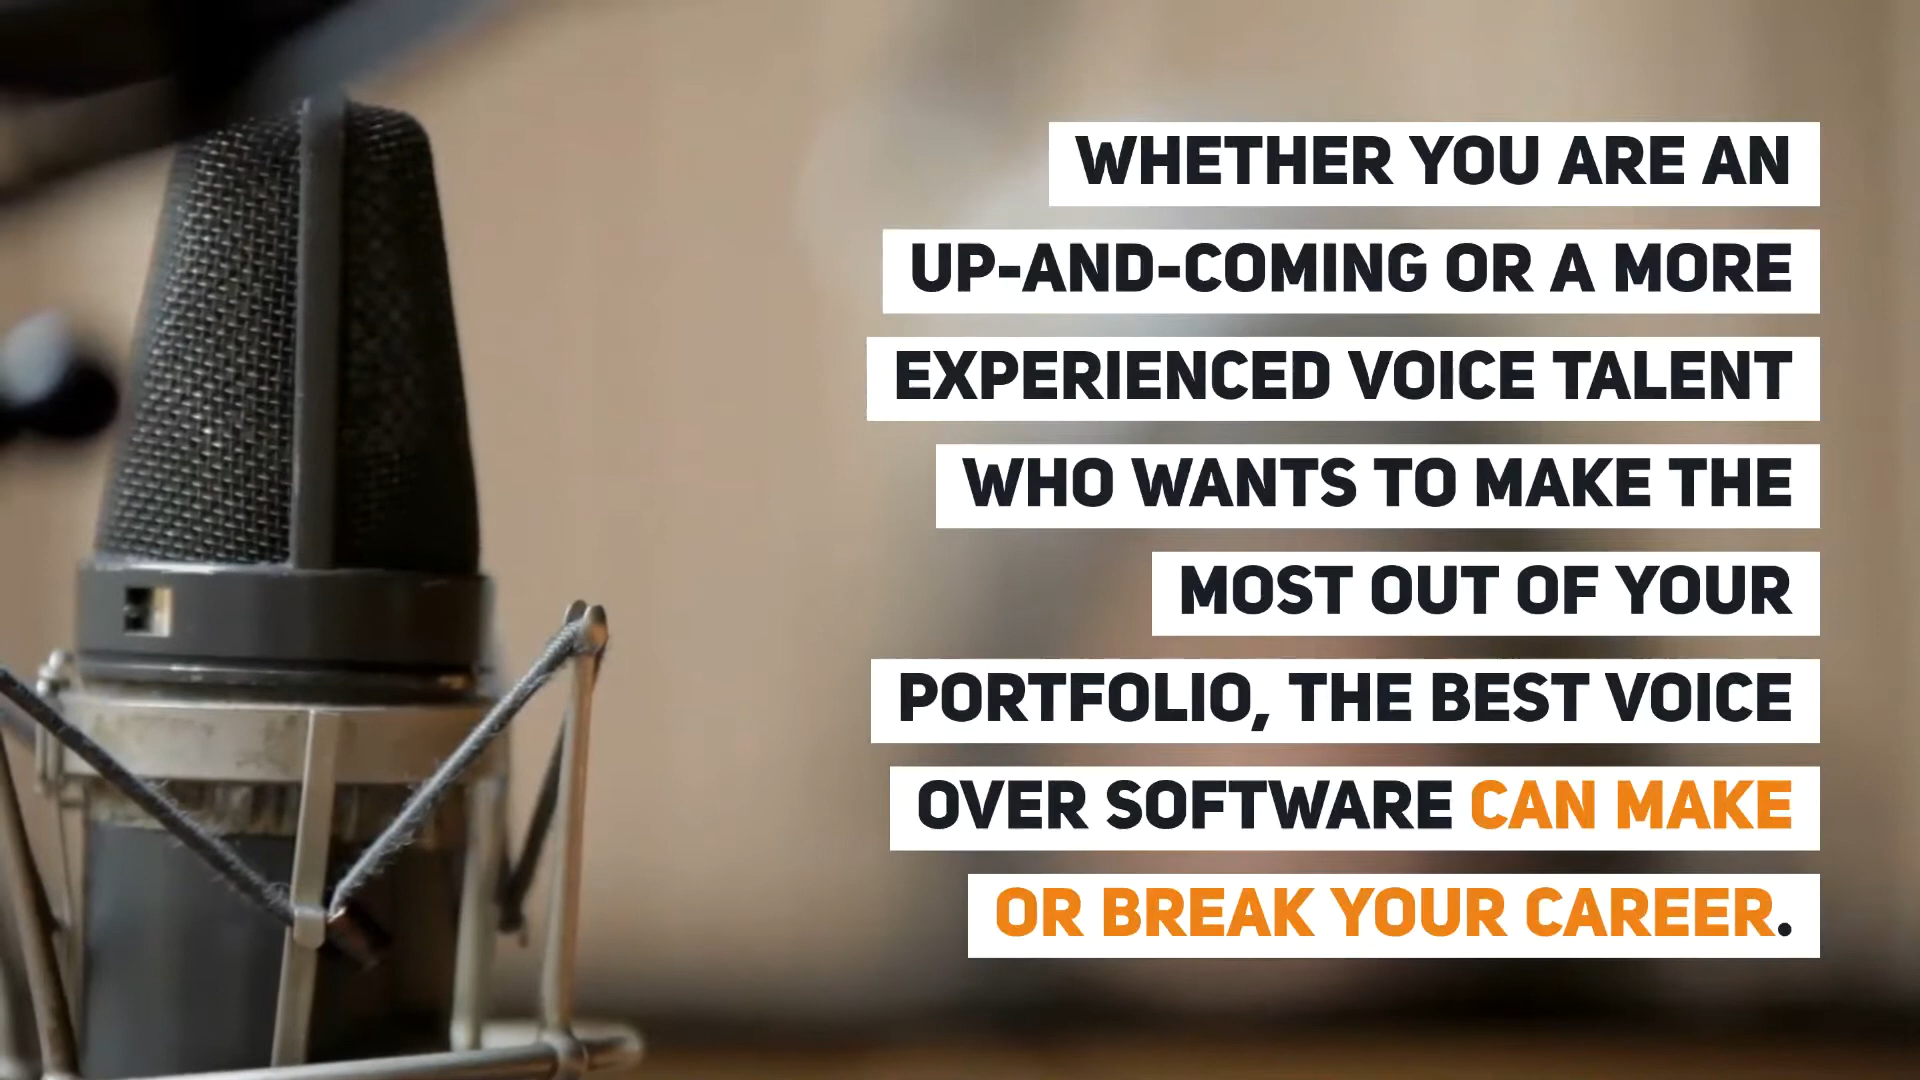 WHETHER YOU ARE AN
UP-AND-COMING OR A MORE
EXPERIENCED VOICE TALENT
WHO WANTS TO MAKE THE
MOST OUT OF YOUR
PORTFOLIO, THE BEST VOICE
OVER SOFTWARE CAN MAKE
OR BREAK YOUR CAREER.